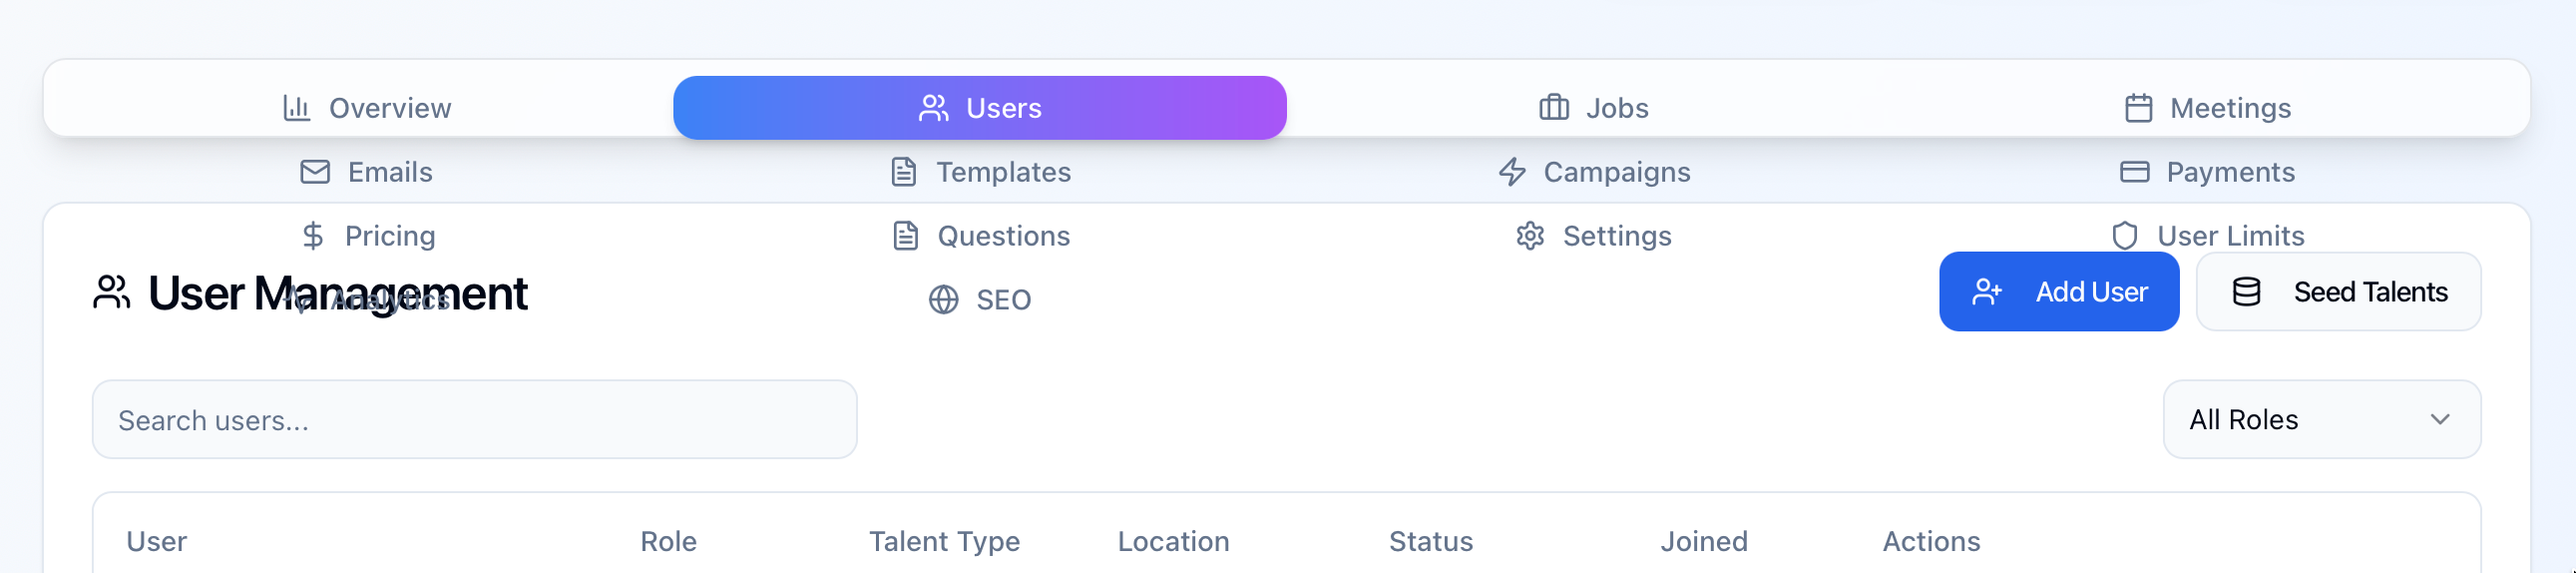 Overview Users Jobs Meetings
Emails Templates Campaigns Payments
Pricing Questions Settings User Limits
User Management Analytics SEO Add User Seed Talents
Search users... All Roles
User Role Talent Type Location Status Joined Actions